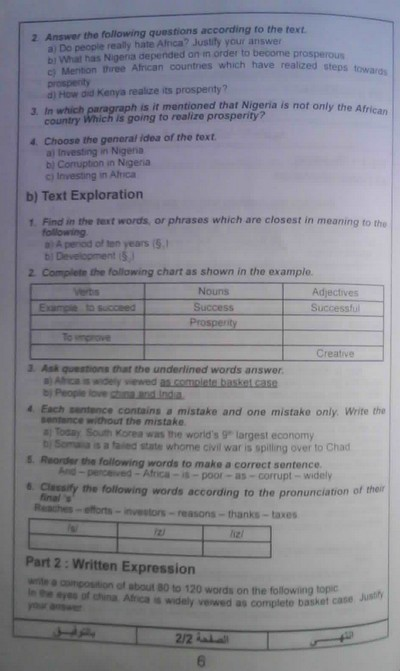 2. Answer the following questions according to the text.
a) Do people really hate Africa? Justify your answer
b) What has Nigeria depended on in order to become prosperous
c) Mention three African countries which have realized steps towards
prosperity
d) How did Kenya realize its prosperity?
3. In which paragraph is it mentioned that Nigeria is not only the African
country Which is going to realize prosperity?
4. Choose the general idea of the text.
a) Investing in Nigeria
b) Corruption in Nigeria
c) Investing in Africa
b) Text Exploration
1. Find in the text words, or phrases which are closest in meaning to the
following.
a) A period of ten years (§
b) Development (§
2. Complete the following chart as shown in the example.
Verbs Nouns Adjectives
Example : to succeed Success Successful
Prosperity
To improve
Creative
3. Ask questions that the underlined words answer.
a) Africa is widely viewed as complete basket case
b) People love china and India.
4. Each sentence contains a mistake and one mistake only. Write the
sentence without the mistake.
a) Today, South Korea was the world's 9th largest economy
b) Somalia is a failed state whome civil war is spilling over to Chad
5. Reorder the following words to make a correct sentence.
And – perceived – Africa – is – poor – as – corrupt – widely
6. Classify the following words according to the pronunciation of their
final 's'
Reaches – efforts – investors – reasons – thanks – taxes
/s/ /z/ /ız/
Part 2 : Written Expression
write a composition of about 80 to 120 words on the followiing topic.
In the eyes of china, Africa is widely veiwed as complete basket case. Justify
your answer
بالتوفيق الصفحة 2/2 انتهى
6